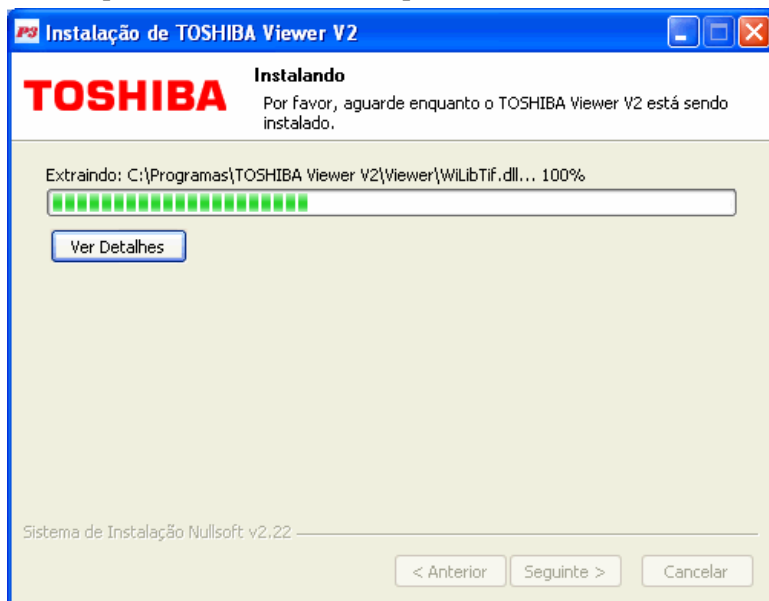 P3 Instalação de TOSHIBA Viewer V2
TOSHIBA
Instalando
Por favor, aguarde enquanto o TOSHIBA Viewer V2 está sendo
instalado.
Extraindo: C:\Programas\TOSHIBA Viewer V2\Viewer\WiLibTif.dll... 100%
Ver Detalhes
Sistema de Instalação Nullsoft v2.22
< Anterior
Seguinte >
Cancelar